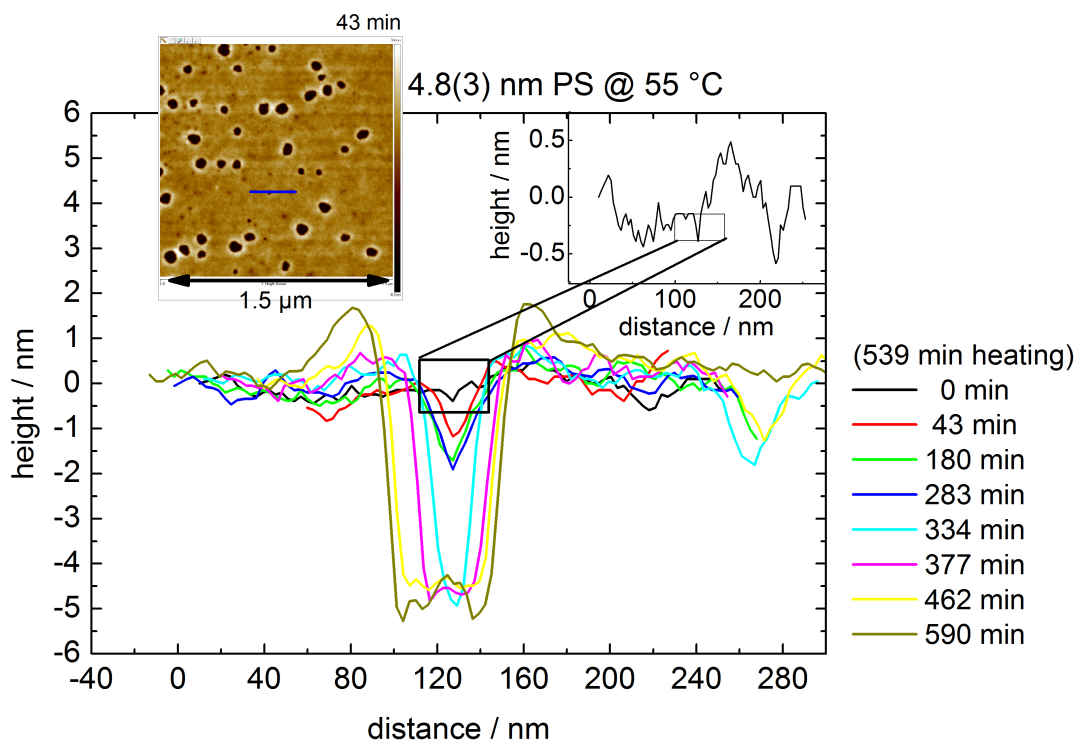 43 min
4.8(3) nm PS @ 55 °C
1.5 µm
height / nm
0.5
0.0
-0.5
0
100
200
distance / nm
height / nm
6
5
4
3
2
1
0
-1
-2
-3
-4
-5
-6
-40
0
40
80
120
160
200
240
280
distance / nm
(539 min heating)
0 min
43 min
180 min
283 min
334 min
377 min
462 min
590 min